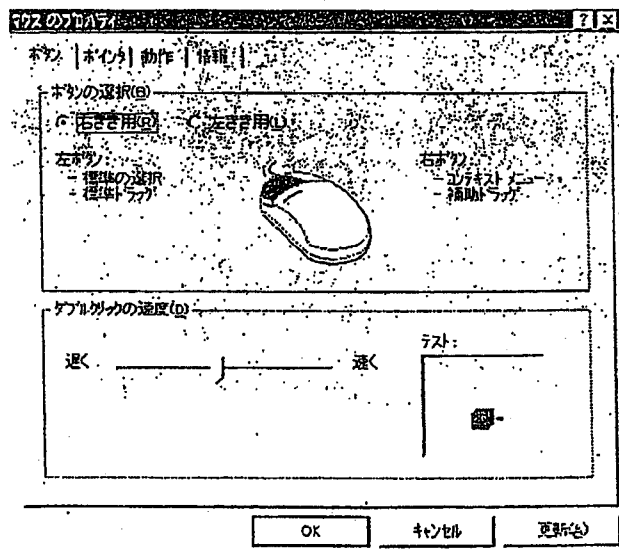 マウスのプロパティ
ボタン ポインタ 動作 情報
ボタンの選択(B)
右きき用(R) 左きき用(L)
左ボタン 右ボタン
- 標準の選択 - コンテキスト メニュー
- 標準ドラッグ - 補助ドラッグ
ダブルクリックの速度(D)
テスト:
遅く 速く
OK キャンセル 更新(A)